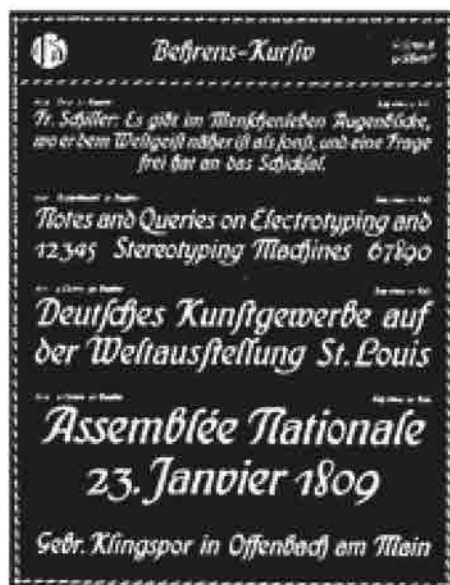 Behrens-Kursiv
Fr. Schiller: Es gibt im Menſchenleben Augenblicke,
wo er dem Weltgeiſt näher iſt als ſonſt, und eine Frage
frei hat an das Schickſal.
Notes and Queries on Electrotyping and
12345 Stereotyping Machines 67890
Deutſches Kunſtgewerbe auf
der Weltausſtellung St. Louis
Assemblée Nationale
23. Janvier 1809
Gebr. Klingspor in Offenbach am Main